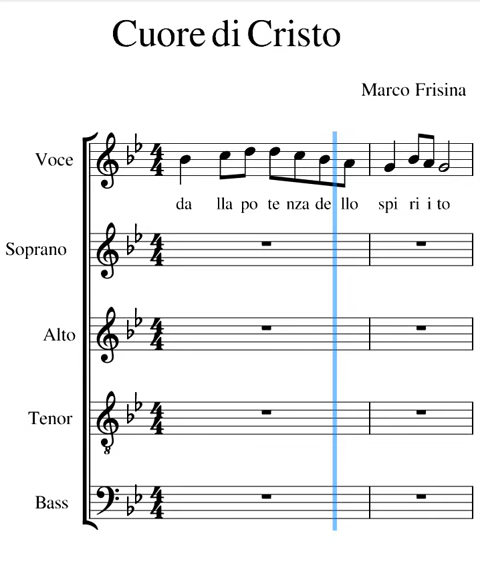 Cuore di Cristo
Marco Frisina
Voce
da lla po te nza de llo spi ri i to
Soprano
Alto
Tenor
Bass